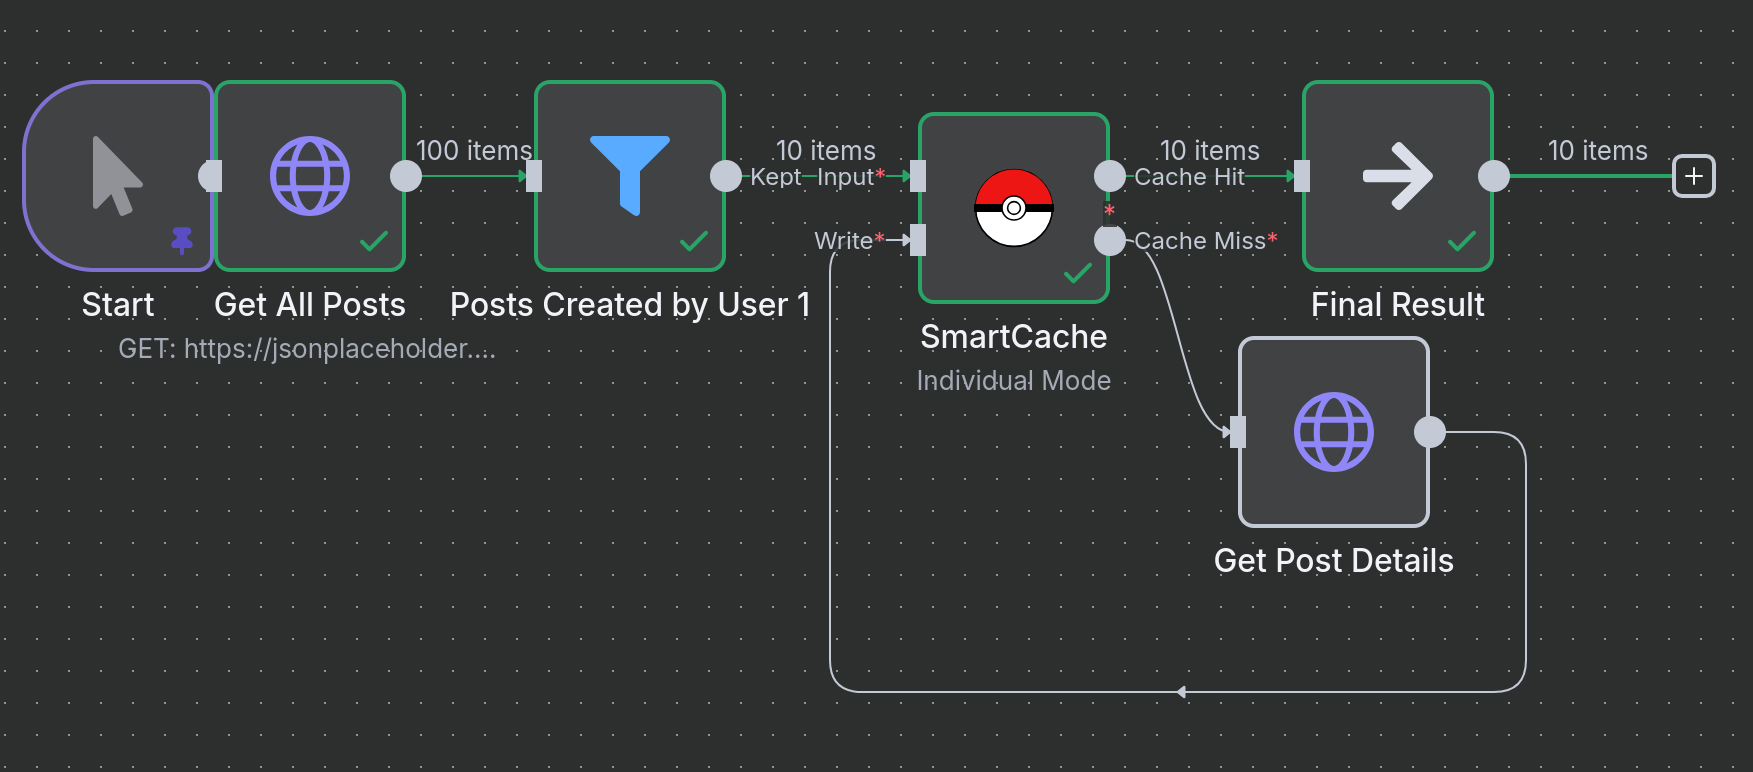 100 items
10 items
10 items
10 items
Kept
Input*
Cache Hit
*
Write*
Cache Miss*
Start
Get All Posts
Posts Created by User 1
Final Result
GET: https://jsonplaceholder....
SmartCache
Individual Mode
Get Post Details